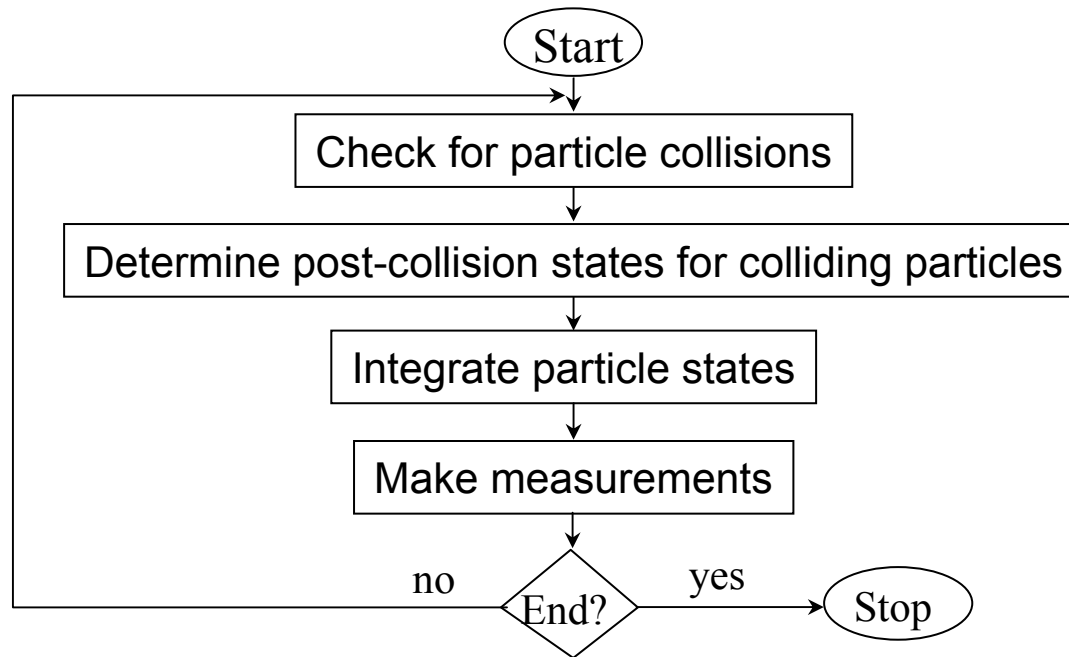 Start
Check for particle collisions
Determine post-collision states for colliding particles
Integrate particle states
Make measurements
no
End?
yes
Stop